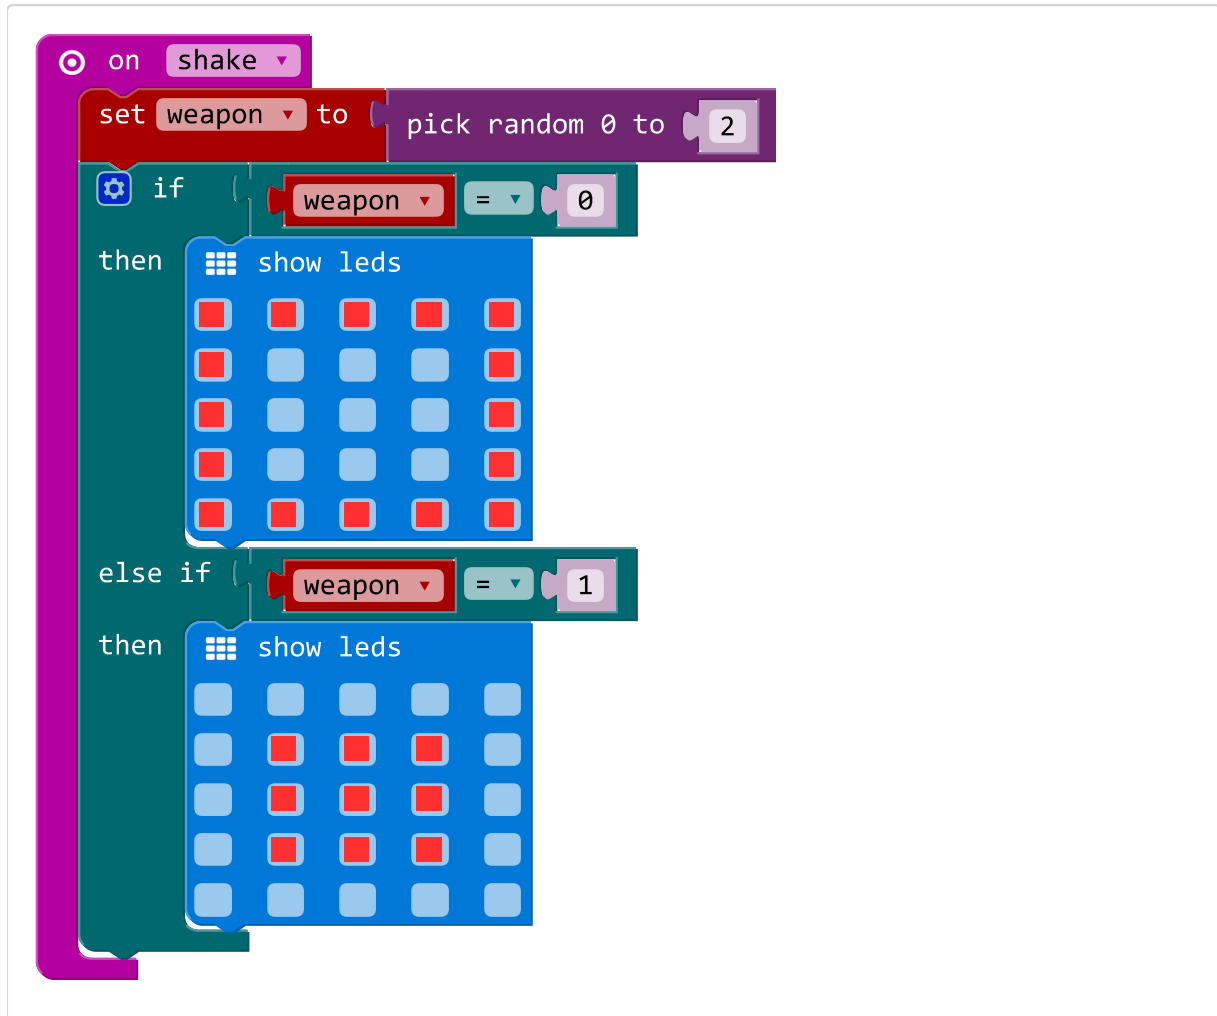 on shake
set weapon to pick random 0 to 2
if weapon = 0
then show leds
else if weapon = 1
then show leds